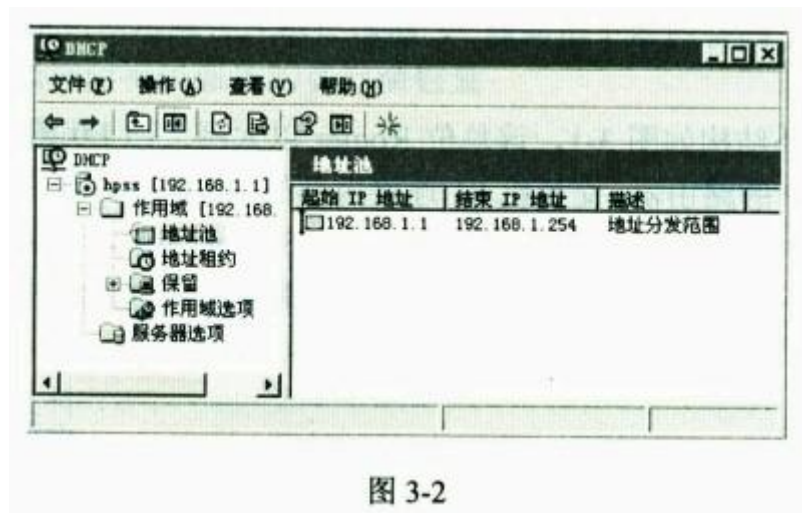 DHCP
文件(F) 操作(A) 查看(V) 帮助(H)
DHCP
hpss [192.168.1.1]
作用域 [192.168.
地址池
地址租约
保留
作用域选项
服务器选项
地址池
起始 IP 地址 结束 IP 地址 描述
192.168.1.1 192.168.1.254 地址分发范围
图 3-2